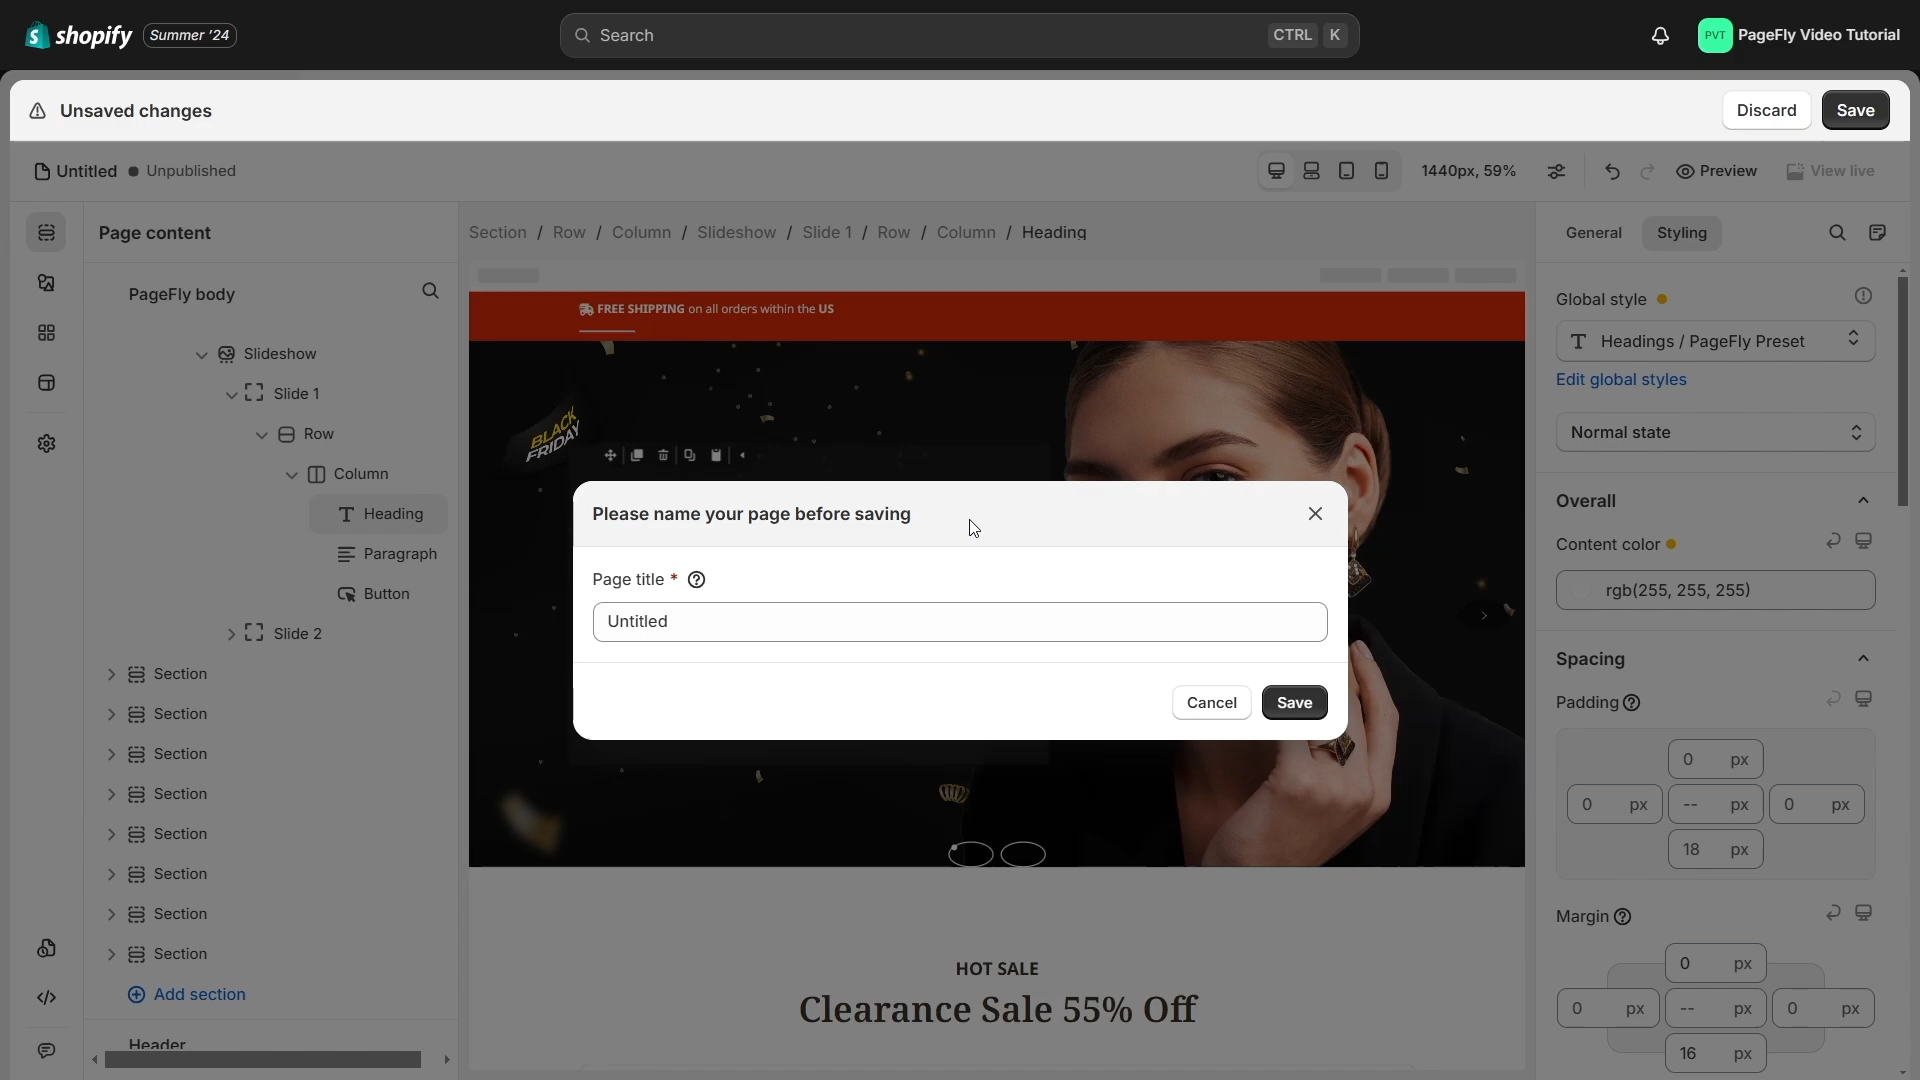 shopify Summer '24
Search CTRL K
PVT PageFly Video Tutorial
Unsaved changes
Discard Save
Untitled Unpublished
1440px, 59%
Preview View live
Page content
Section / Row / Column / Slideshow / Slide 1 / Row / Column / Heading
General Styling
PageFly body
Slideshow
Slide 1
Row
Column
Heading
Paragraph
Button
Slide 2
Section
Section
Section
Section
Section
Section
Section
Section
Add section
Header
FREE SHIPPING on all orders within the US
BLACK
FRIDAY
Please name your page before saving
Page title *
Untitled
Cancel Save
HOT SALE
Clearance Sale 55% Off
Global style
Headings / PageFly Preset
Edit global styles
Normal state
Overall
Content color
rgb(255, 255, 255)
Spacing
Padding
0 px
0 px -- px 0 px
18 px
Margin
0 px
0 px -- px 0 px
16 px